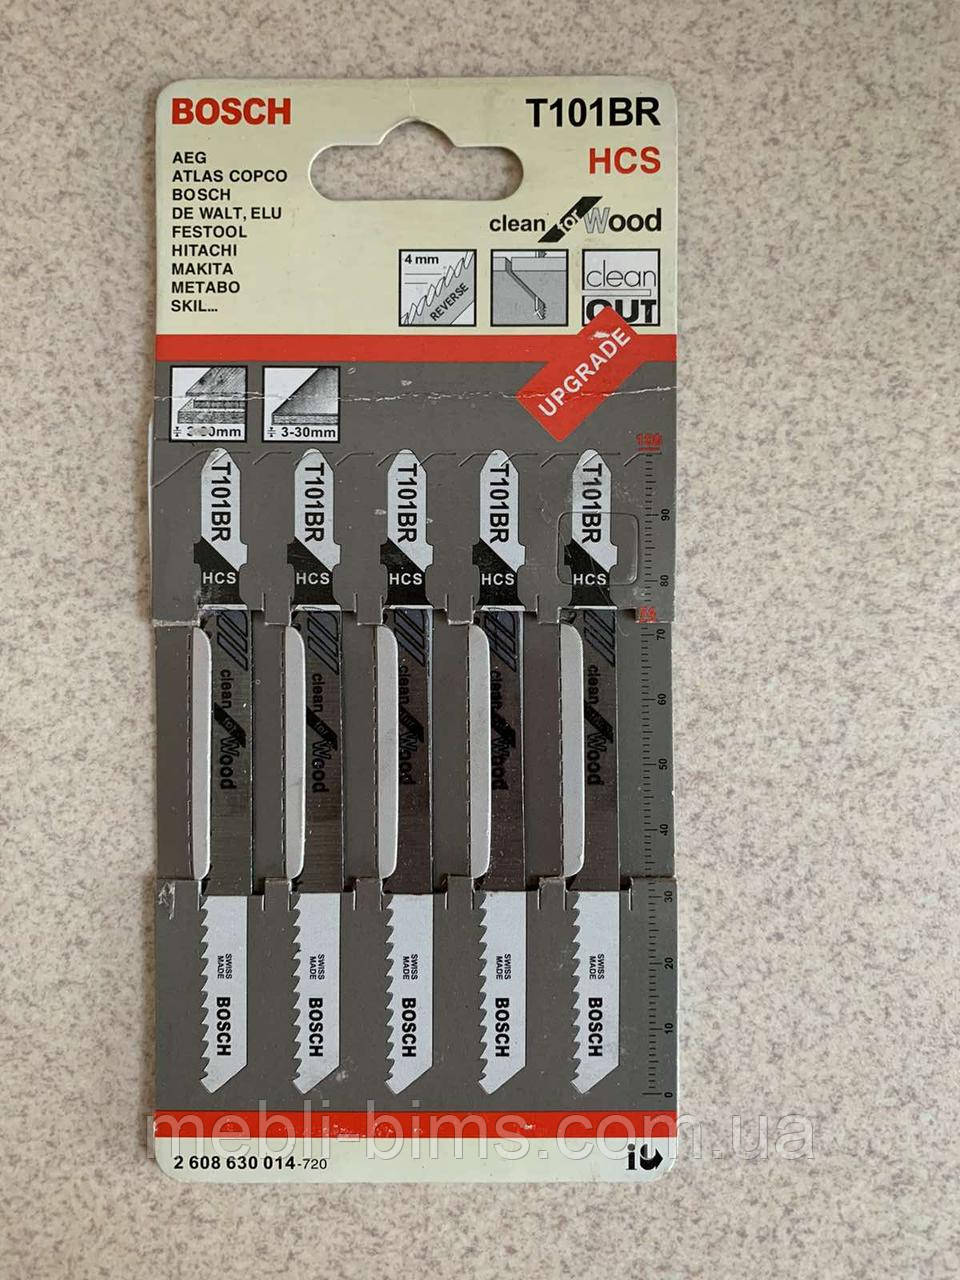 BOSCH
T101BR
HCS
AEG
ATLAS COPCO
BOSCH
DE WALT, ELU
FESTOOL
HITACHI
MAKITA
METABO
SKIL...
clean for Wood
4 mm
REVERSE
clean
OUT
UPGRADE
3-30mm
3-30mm
T101BR
T101BR
T101BR
T101BR
T101BR
HCS
HCS
HCS
HCS
HCS
100
90
80
74
70
60
50
40
30
20
10
0
clean for Wood
clean for Wood
clean for Wood
clean for Wood
clean for Wood
SWISS
MADE
BOSCH
SWISS
MADE
BOSCH
SWISS
MADE
BOSCH
SWISS
MADE
BOSCH
SWISS
MADE
BOSCH
mebli-bims.com.ua
2 608 630 014-720